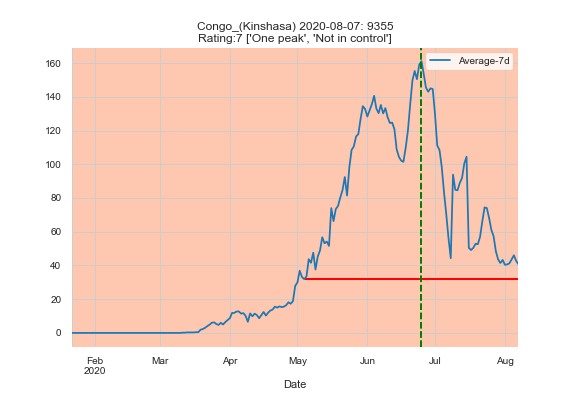 Congo_(Kinshasa) 2020-08-07: 9355
Rating:7 ['One peak', 'Not in control']
Average-7d
160
140
120
100
80
60
40
20
0
Feb
2020
Mar
Apr
May
Jun
Jul
Aug
Date